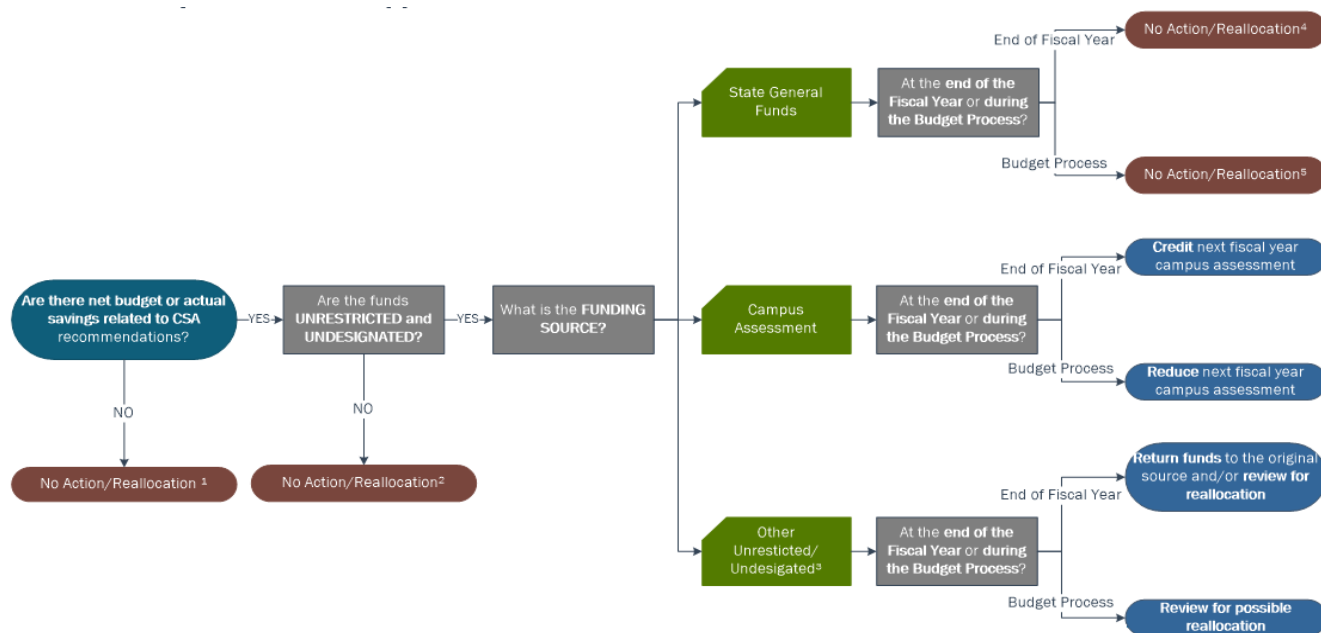 Are there net budget or actual
savings related to CSA
recommendations?
YES
NO
No Action/Reallocation ¹
Are the funds
UNRESTRICTED and
UNDESIGNATED?
YES
NO
No Action/Reallocation²
What is the FUNDING
SOURCE?
State General
Funds
At the end of the
Fiscal Year or during
the Budget Process?
End of Fiscal Year
No Action/Reallocation⁴
Budget Process
No Action/Reallocation⁵
Campus
Assessment
At the end of the
Fiscal Year or during
the Budget Process?
End of Fiscal Year
Credit next fiscal year
campus assessment
Budget Process
Reduce next fiscal year
campus assessment
Other
Unresticted/
Undesigated³
At the end of the
Fiscal Year or during
the Budget Process?
End of Fiscal Year
Return funds to the original
source and/or review for
reallocation
Budget Process
Review for possible
reallocation